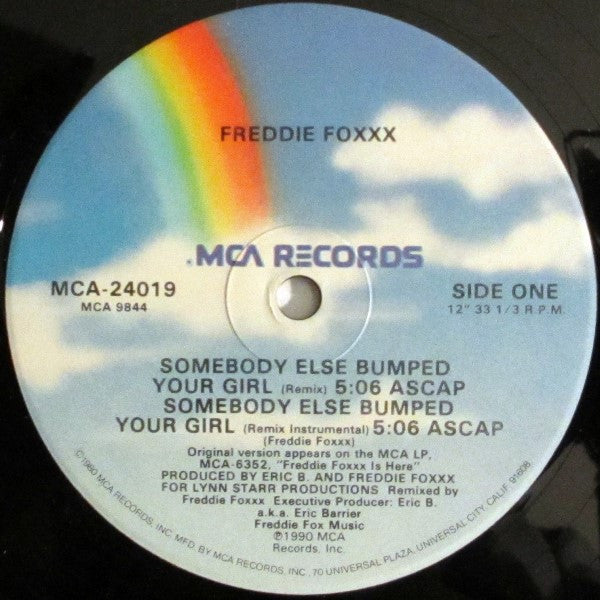 FREDDIE FOXXX
MCA RECORDS
MCA-24019
MCA 9844
SIDE ONE
12" 33 1/3 R.P.M.
SOMEBODY ELSE BUMPED
YOUR GIRL (Remix) 5:06 ASCAP
SOMEBODY ELSE BUMPED
YOUR GIRL (Remix Instrumental) 5:06 ASCAP
(Freddie Foxxx)
Original version appears on the MCA LP,
MCA-6352, "Freddie Foxxx Is Here"
PRODUCED BY ERIC B. AND FREDDIE FOXXX
FOR LYNN STARR PRODUCTIONS Remixed by
Freddie Foxxx Executive Producer: Eric B.
a.k.a. Eric Barrier
Freddie Fox Music
℗1990 MCA
Records, Inc.
©1980 MCA RECORDS, INC. MFD. BY MCA RECORDS, INC., 70 UNIVERSAL PLAZA, UNIVERSAL CITY, CALIF. 91608